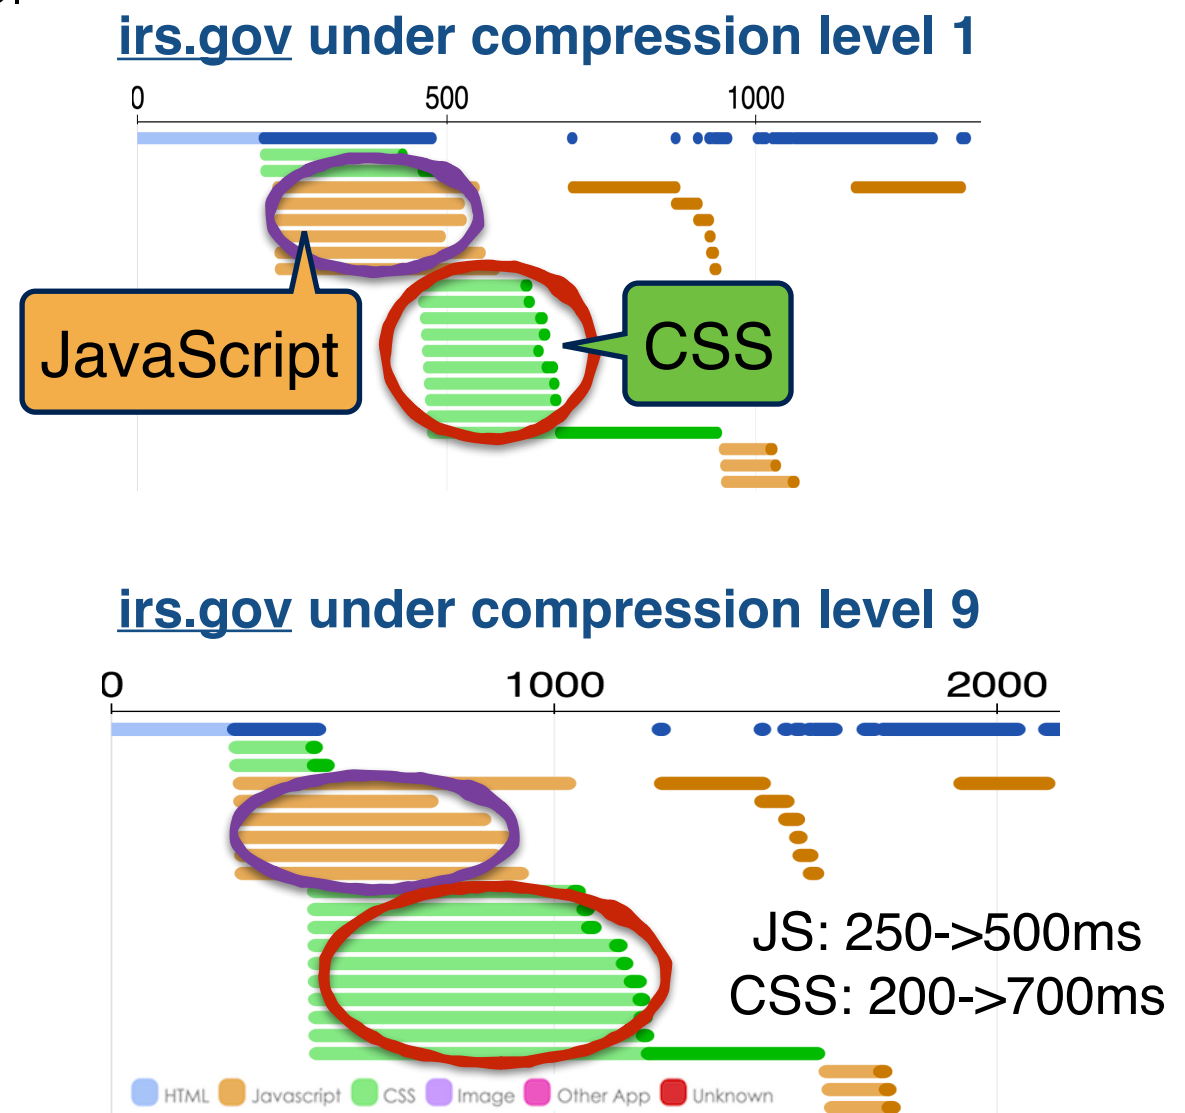 irs.gov under compression level 1
0 500 1000
JavaScript
CSS
irs.gov under compression level 9
0 1000 2000
JS: 250->500ms
CSS: 200->700ms
HTML Javascript CSS Image Other App Unknown